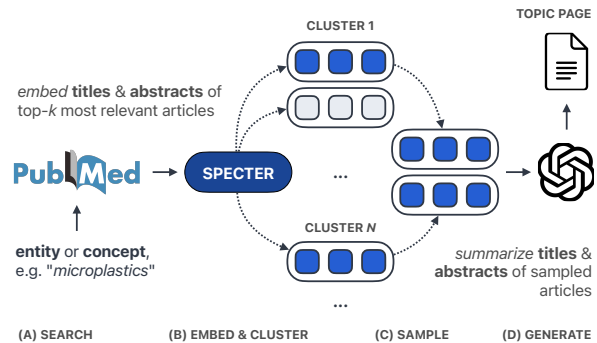 TOPIC PAGE
CLUSTER 1
embed titles & abstracts of
top-k most relevant articles
PubMed
SPECTER
...
CLUSTER N
entity or concept,
e.g. "microplastics"
summarize titles &
abstracts of sampled
articles
...
(A) SEARCH
(B) EMBED & CLUSTER
(C) SAMPLE
(D) GENERATE